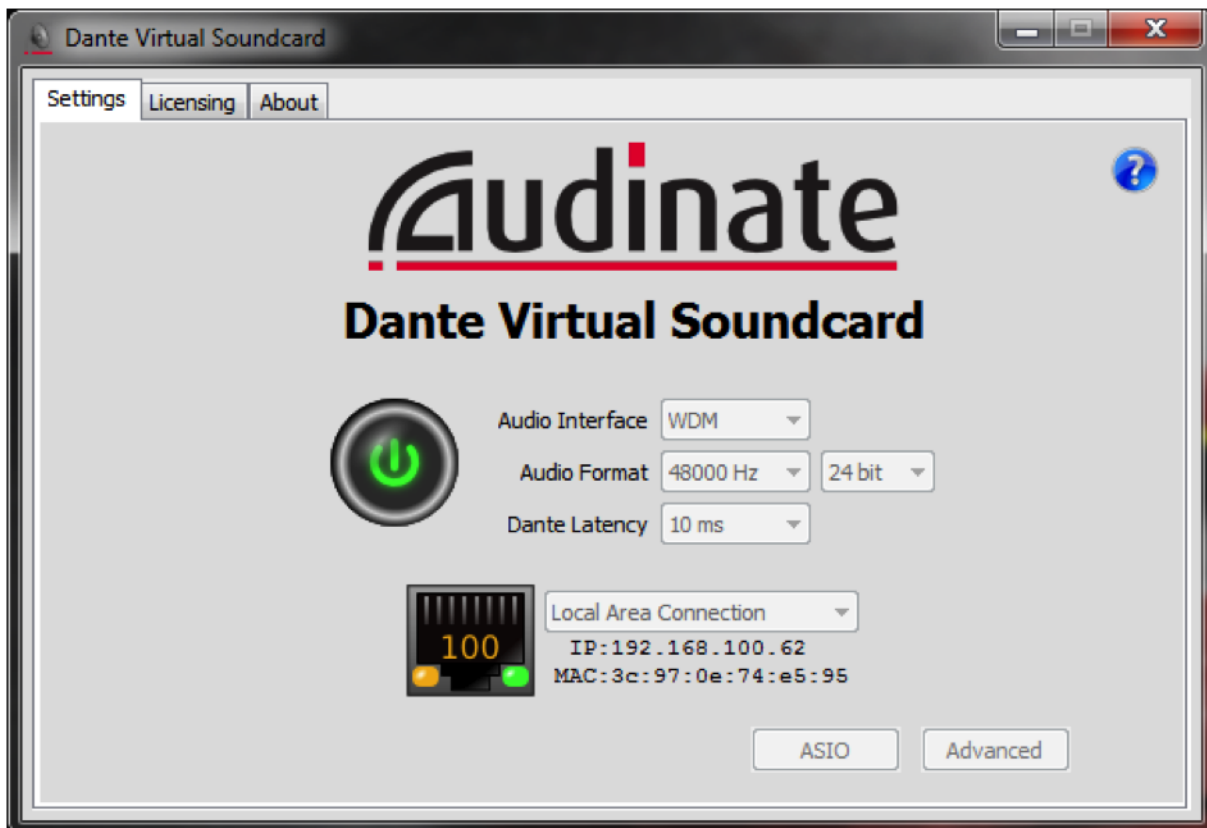 Dante Virtual Soundcard
Settings Licensing About
Audinate
?
Dante Virtual Soundcard
Audio Interface WDM
Audio Format 48000 Hz 24 bit
Dante Latency 10 ms
Local Area Connection
100
IP:192.168.100.62
MAC:3c:97:0e:74:e5:95
ASIO Advanced